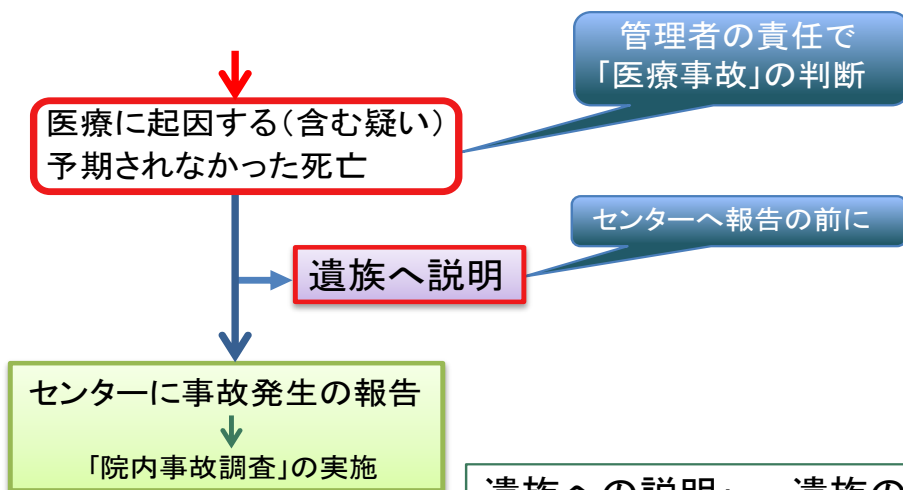 管理者の責任で
「医療事故」の判断
医療に起因する(含む疑い)
予期されなかった死亡
センターへ報告の前に
遺族へ説明
センターに事故発生の報告
「院内事故調査」の実施